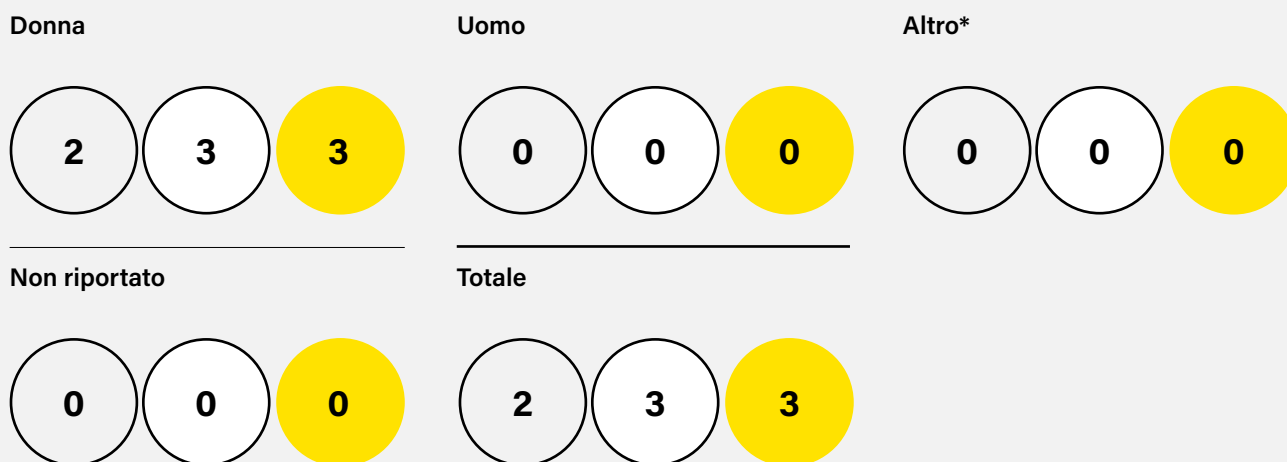 Donna Uomo Altro*
2 3 3 0 0 0 0 0 0
Non riportato Totale
0 0 0 2 3 3